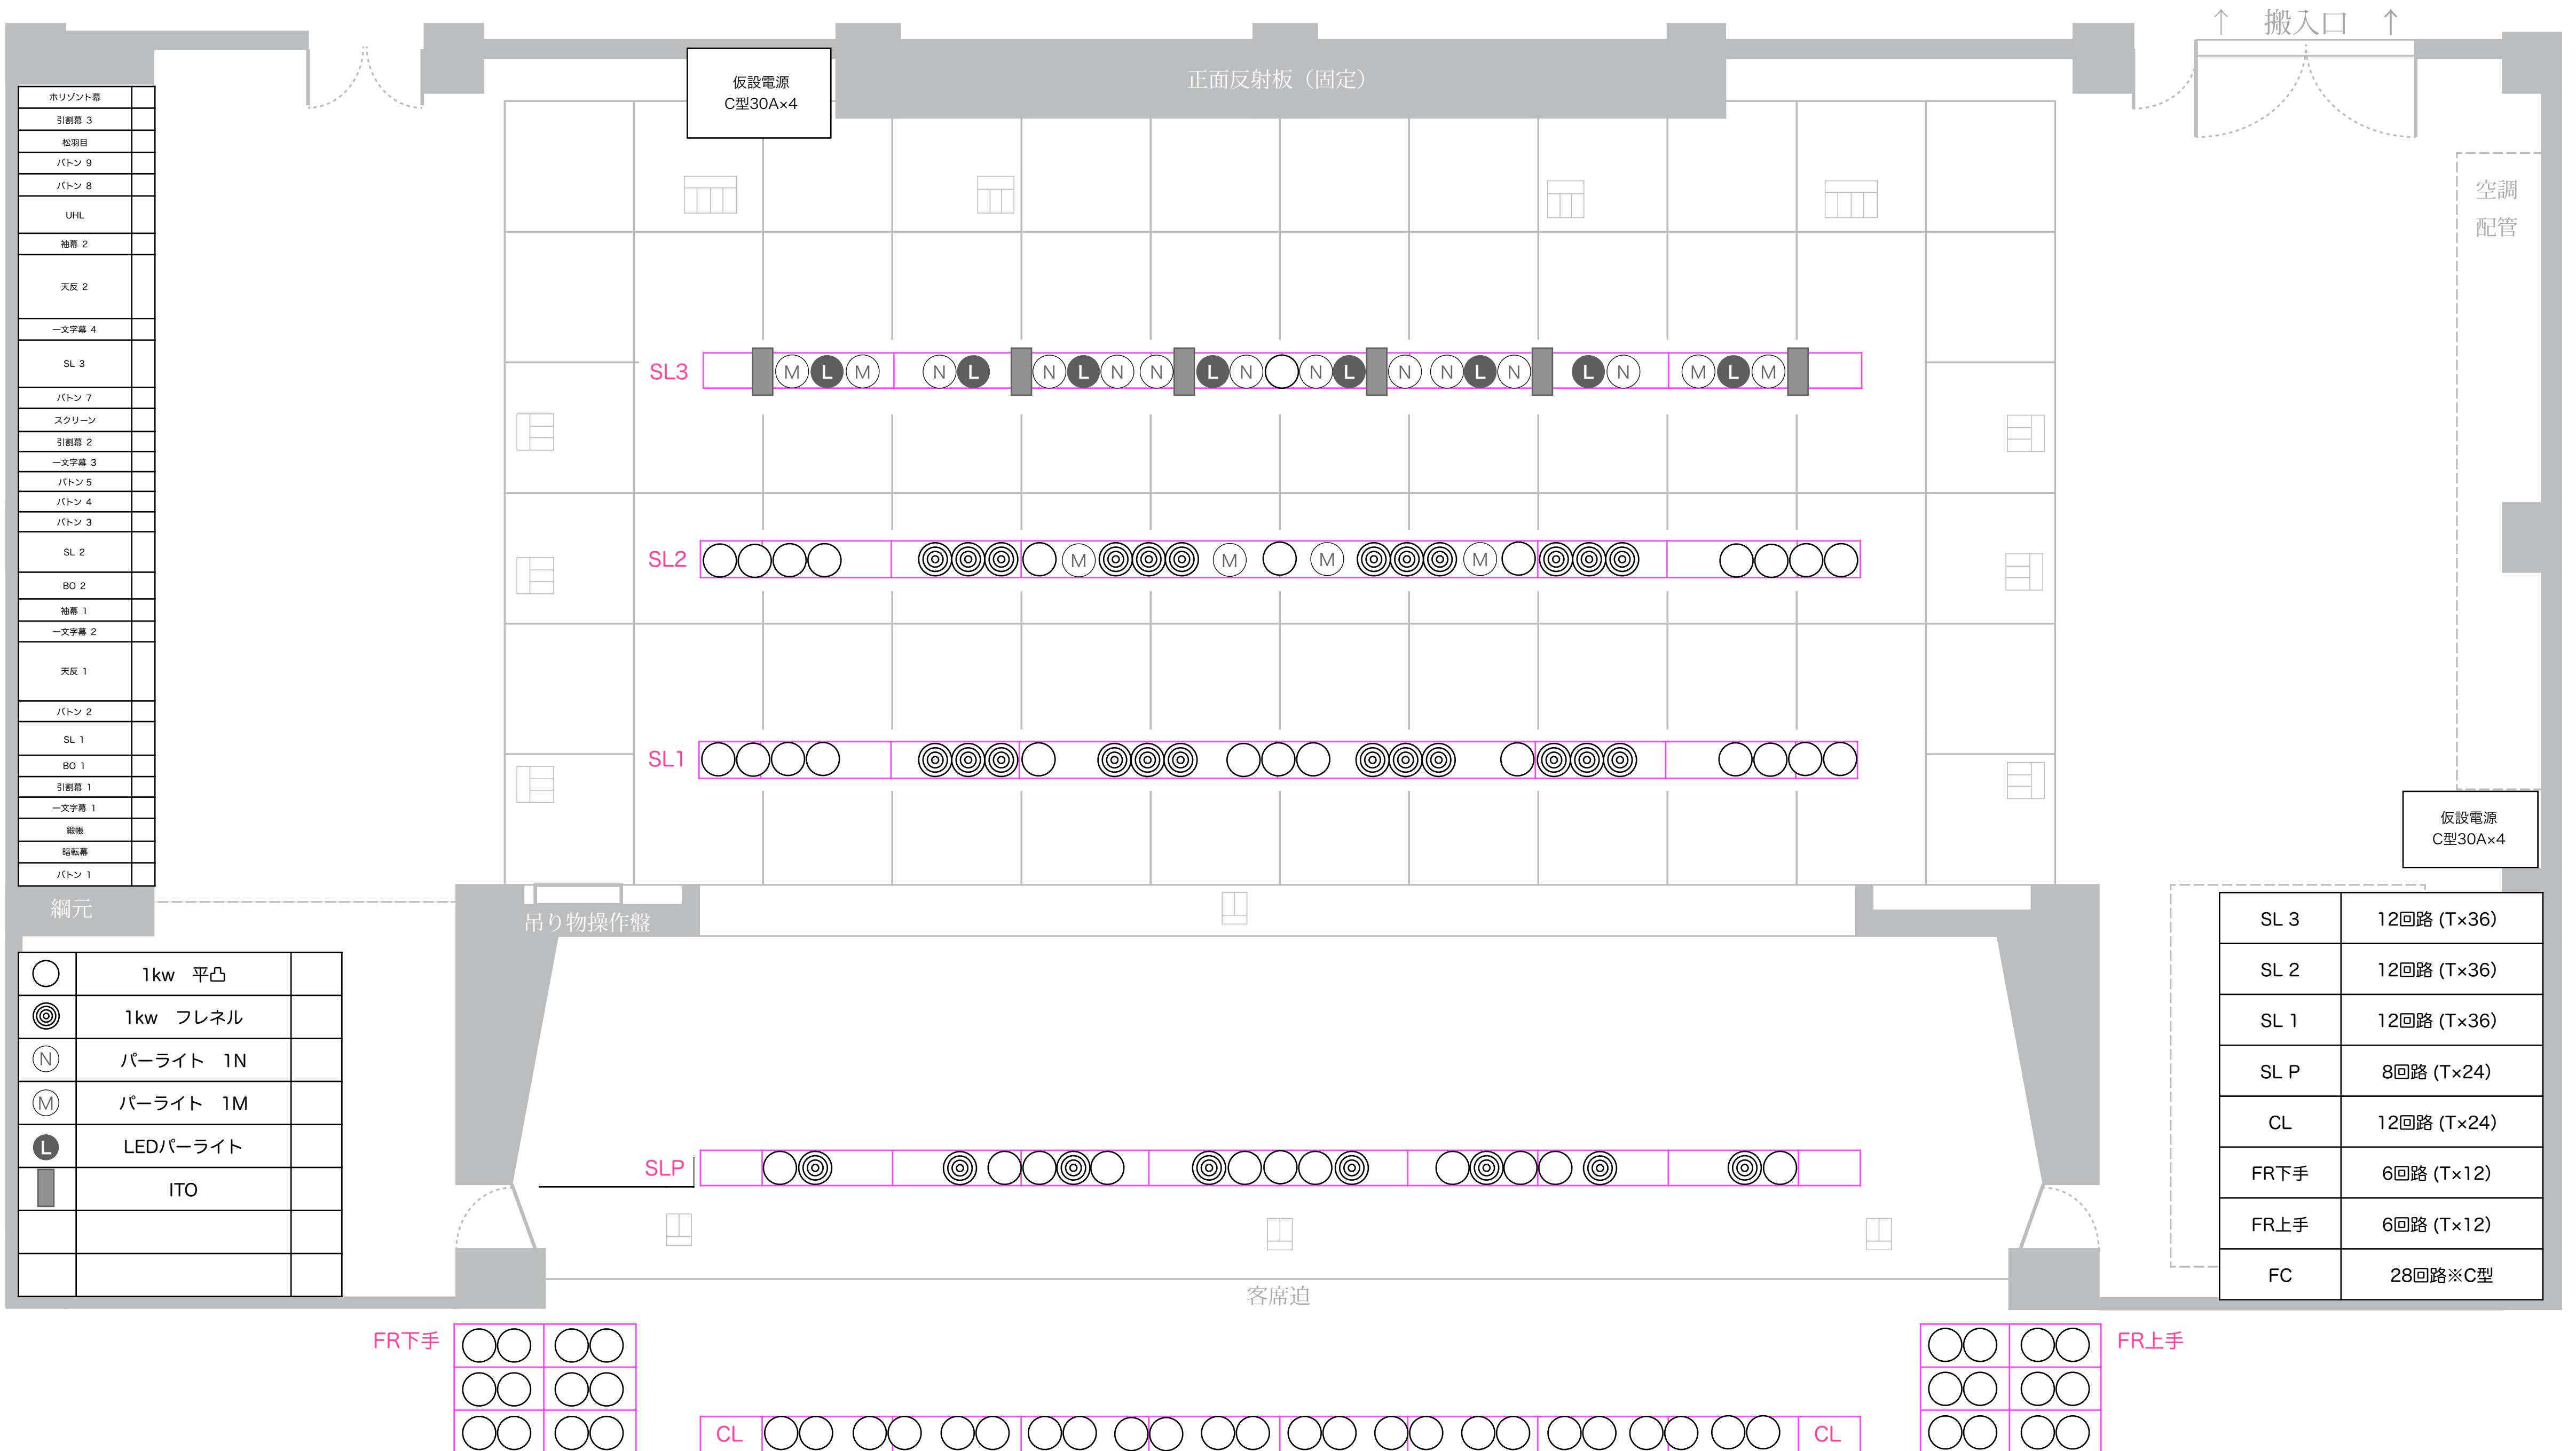 ↑ 搬入口 ↑
仮設電源
C型30A×4
正面反射板（固定）
空調
配管
ホリゾント幕
引割幕 3
松羽目
バトン 9
バトン 8
UHL
袖幕 2
天反 2
一文字幕 4
SL 3
バトン 7
スクリーン
引割幕 2
一文字幕 3
バトン 5
バトン 4
バトン 3
SL 2
BO 2
袖幕 1
一文字幕 2
天反 1
バトン 2
SL 1
BO 1
引割幕 1
一文字幕 1
緞帳
暗転幕
バトン 1
綱元
SL3 M L M N L N L N N L N N L N N L N L N M L M
SL2 M M M M
SL1
仮設電源
C型30A×4
吊り物操作盤
1kw 平凸
1kw フレネル
N パーライト 1N
M パーライト 1M
L LEDパーライト
ITO
SL 3 12回路 (T×36)
SL 2 12回路 (T×36)
SL 1 12回路 (T×36)
SL P 8回路 (T×24)
CL 12回路 (T×24)
FR下手 6回路 (T×12)
FR上手 6回路 (T×12)
FC 28回路※C型
SLP
客席迫
FR下手
FR上手
CL CL